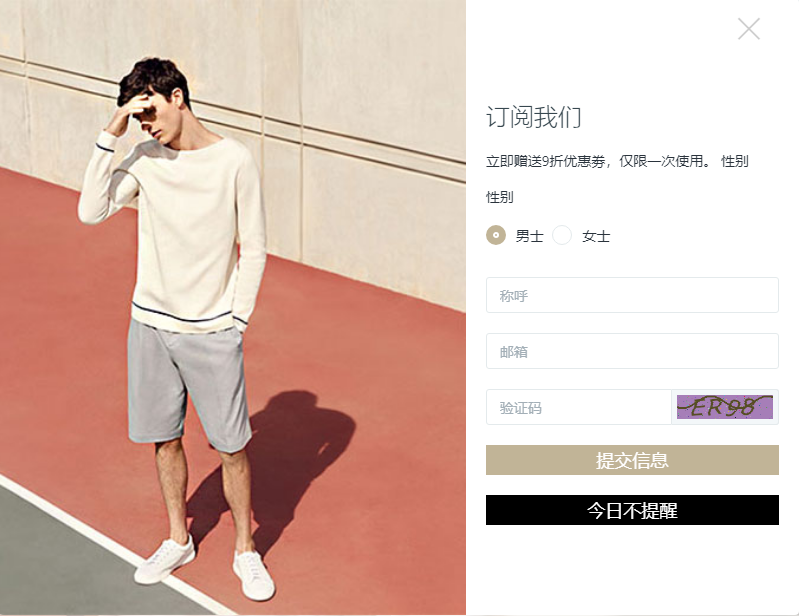 订阅我们
立即赠送9折优惠劵，仅限一次使用。 性别
性别
男士 女士
称呼
邮箱
验证码 ER98
提交信息
今日不提醒